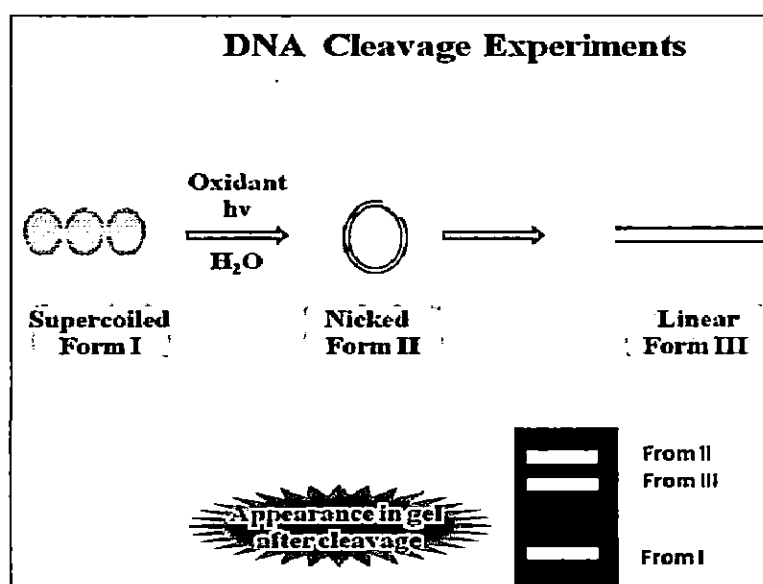 DNA Cleavage Experiments
Oxidant
hv
H₂O
Supercoiled
Form I
Nicked
Form II
Linear
Form III
From II
From III
From I
Appearance in gel
after cleavage